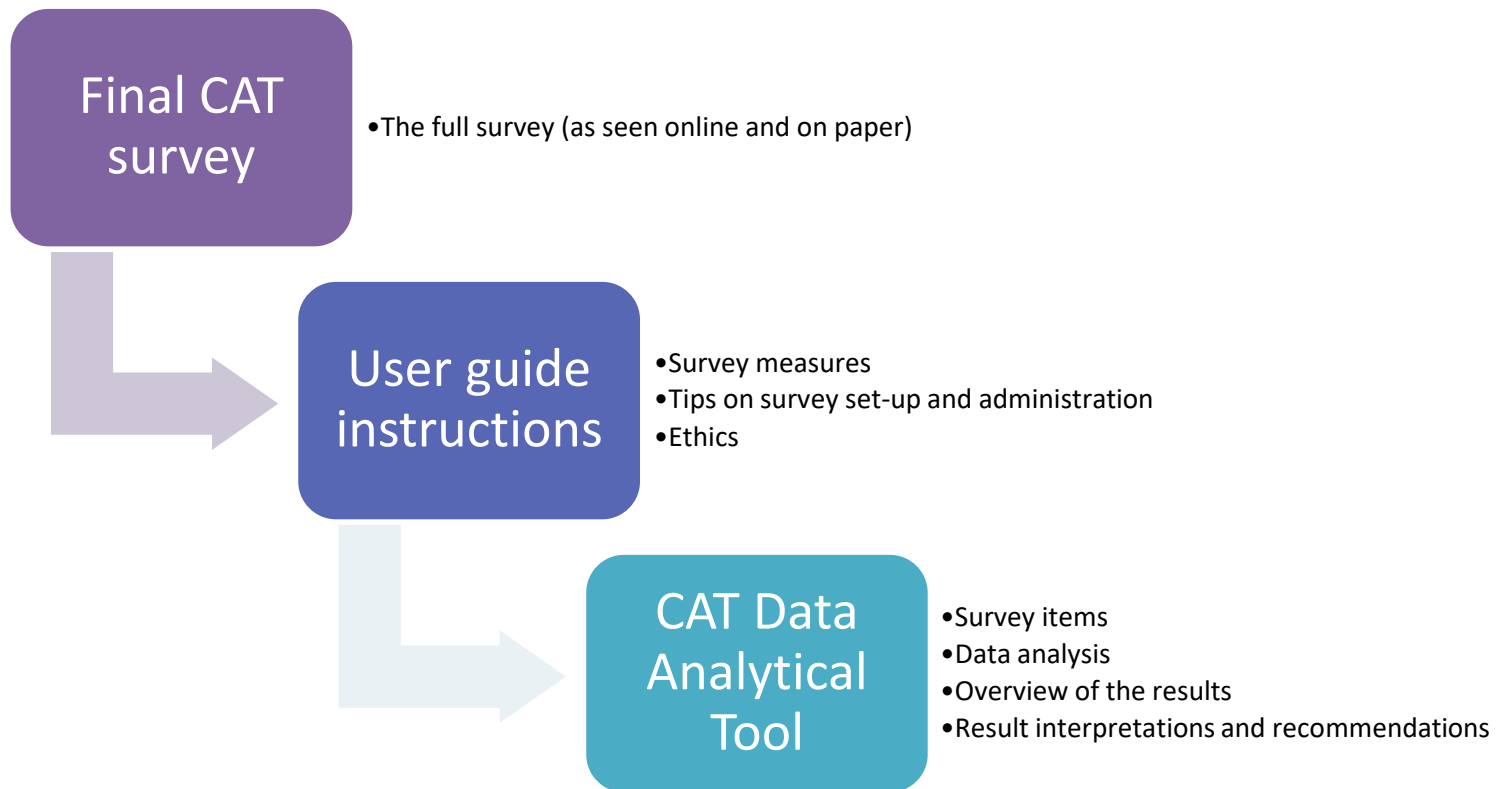 Final CAT
survey
•The full survey (as seen online and on paper)
User guide
instructions
•Survey measures
•Tips on survey set-up and administration
•Ethics
CAT Data
Analytical
Tool
•Survey items
•Data analysis
•Overview of the results
•Result interpretations and recommendations